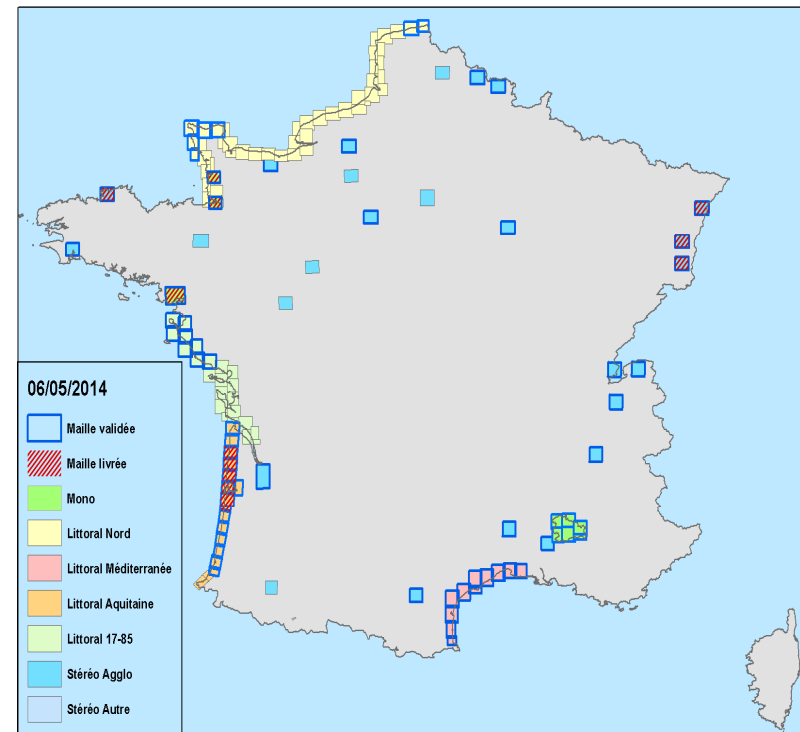 06/05/2014
Maille validée
Maille livrée
Mono
Littoral Nord
Littoral Méditerranée
Littoral Aquitaine
Littoral 17-85
Stéréo Agglo
Stéréo Autre